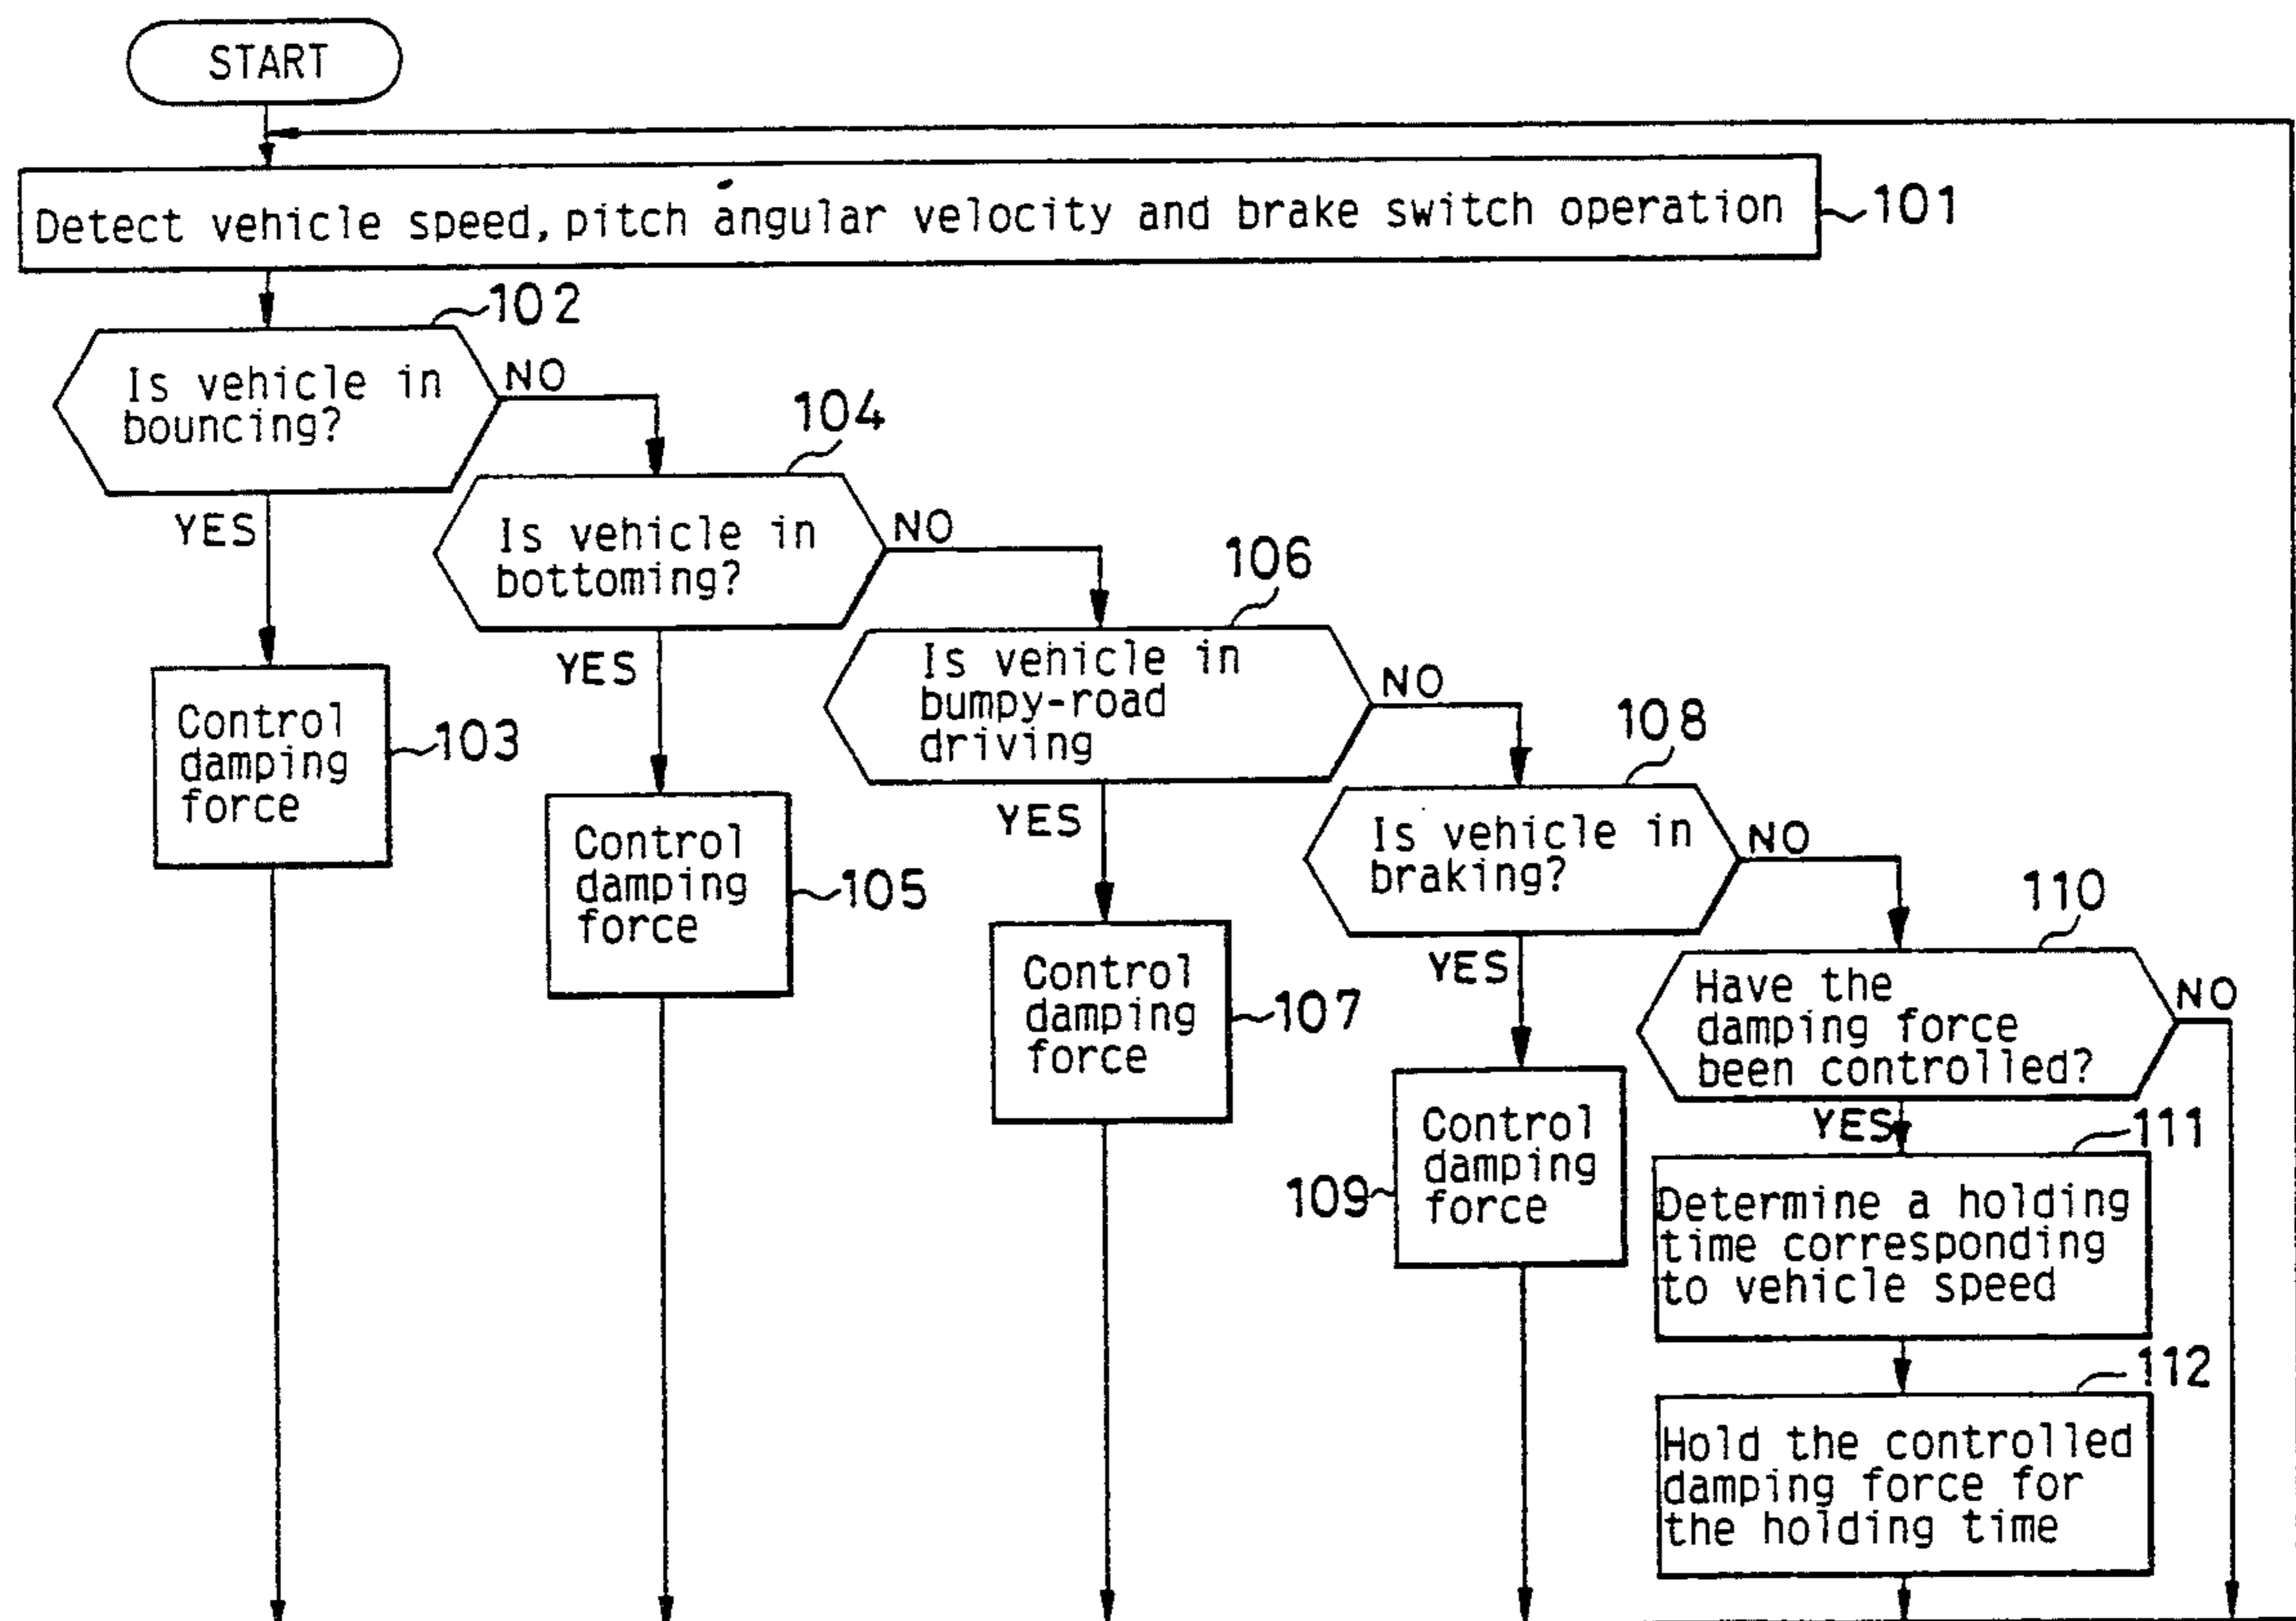 START
Detect vehicle speed, pitch angular velocity and brake switch operation
101
102
Is vehicle in
bouncing?
NO
YES
104
Is vehicle in
bottoming?
NO
YES
106
Is vehicle in
bumpy-road
driving
NO
YES
108
Is vehicle in
braking?
NO
YES
110
Have the
damping force
been controlled?
NO
YES
Control
damping
force
103
Control
damping
force
105
Control
damping
force
107
Control
damping
force
109
111
Determine a holding
time corresponding
to vehicle speed
112
Hold the controlled
damping force for
the holding time